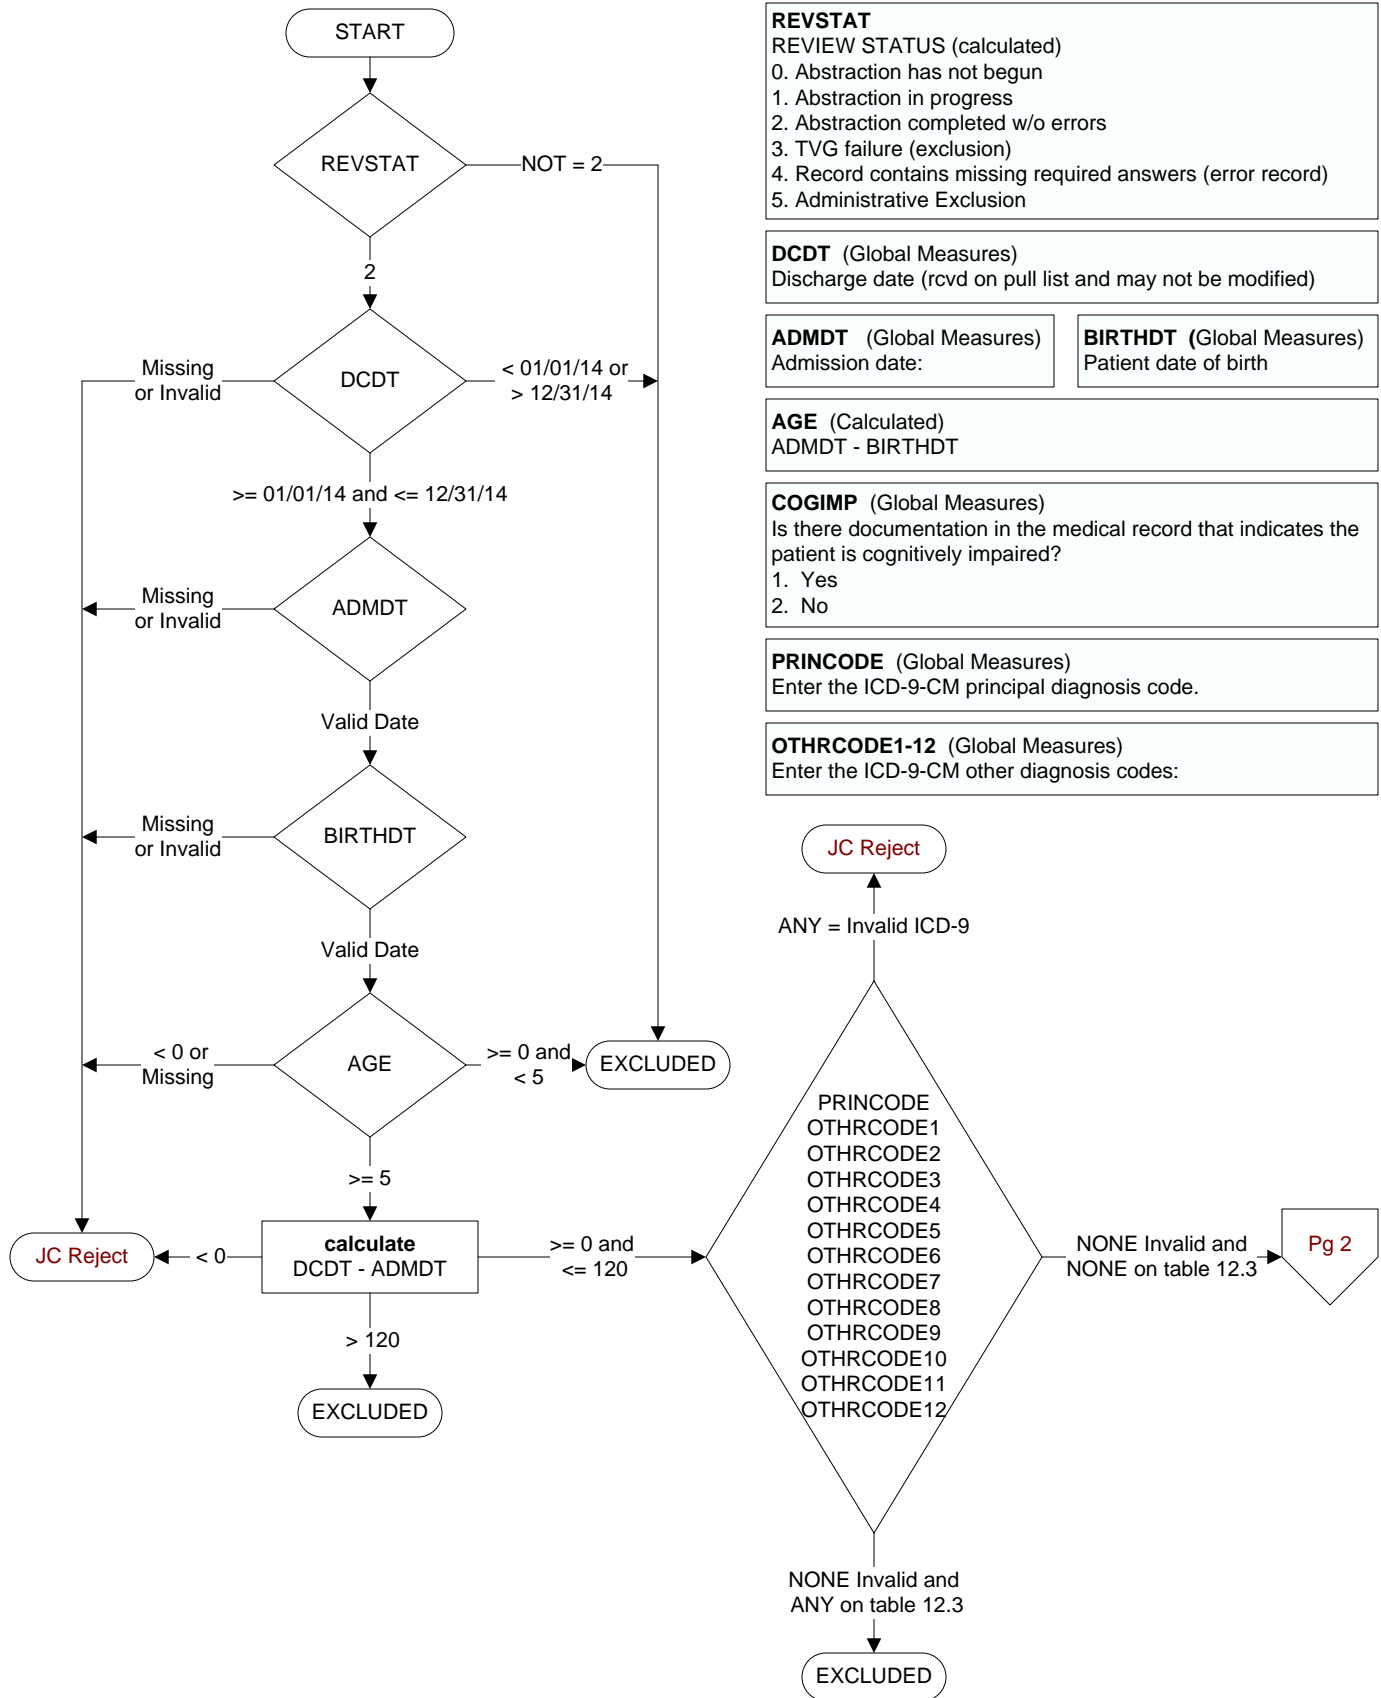 START
REVSTAT
NOT = 2
2
DCDT
Missing
or Invalid
< 01/01/14 or
> 12/31/14
>= 01/01/14 and <= 12/31/14
ADMDT
Missing
or Invalid
Valid Date
BIRTHDT
Missing
or Invalid
Valid Date
AGE
< 0 or
Missing
>= 0 and
< 5
EXCLUDED
>= 5
calculate
DCDT - ADMDT
< 0
JC Reject
>= 0 and
<= 120
> 120
EXCLUDED
REVSTAT
REVIEW STATUS (calculated)
0. Abstraction has not begun
1. Abstraction in progress
2. Abstraction completed w/o errors
3. TVG failure (exclusion)
4. Record contains missing required answers (error record)
5. Administrative Exclusion
DCDT (Global Measures)
Discharge date (rcvd on pull list and may not be modified)
ADMDT (Global Measures)
Admission date:
BIRTHDT (Global Measures)
Patient date of birth
AGE (Calculated)
ADMDT - BIRTHDT
COGIMP (Global Measures)
Is there documentation in the medical record that indicates the
patient is cognitively impaired?
1. Yes
2. No
PRINCODE (Global Measures)
Enter the ICD-9-CM principal diagnosis code.
OTHRCODE1-12 (Global Measures)
Enter the ICD-9-CM other diagnosis codes:
JC Reject
ANY = Invalid ICD-9
PRINCODE
OTHRCODE1
OTHRCODE2
OTHRCODE3
OTHRCODE4
OTHRCODE5
OTHRCODE6
OTHRCODE7
OTHRCODE8
OTHRCODE9
OTHRCODE10
OTHRCODE11
OTHRCODE12
NONE Invalid and
NONE on table 12.3
Pg 2
NONE Invalid and
ANY on table 12.3
EXCLUDED